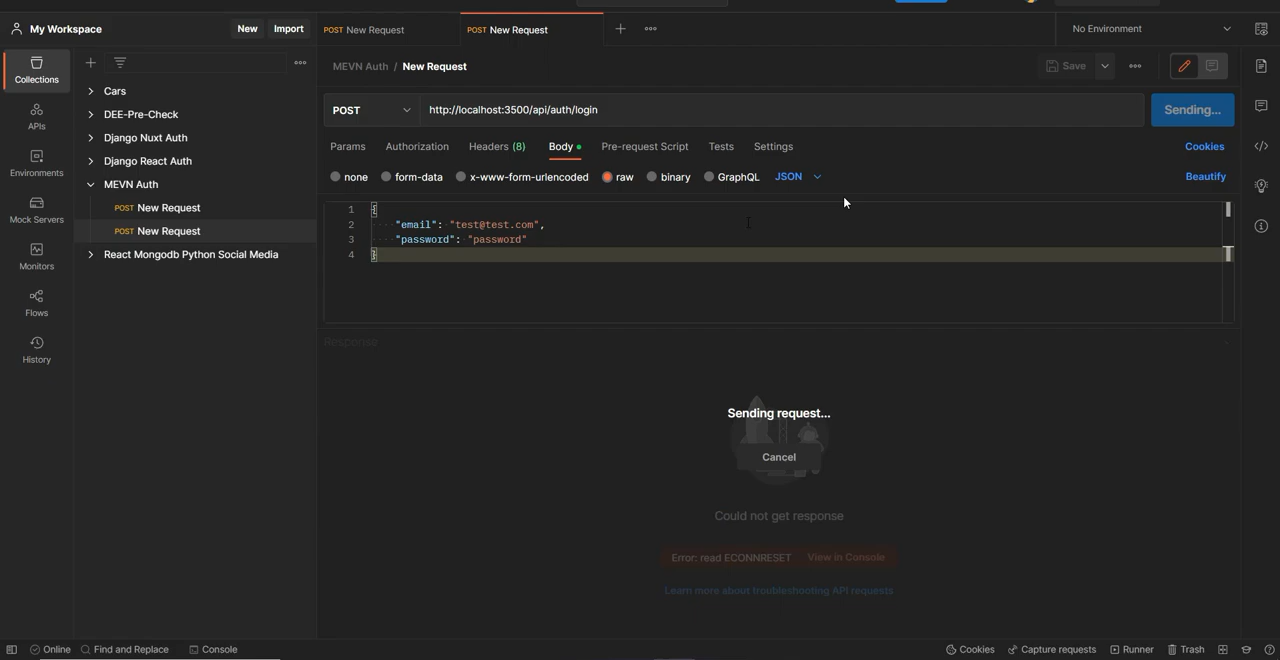 My Workspace
New
Import
POST New Request
POST New Request
No Environment
Collections
APIs
Environments
Mock Servers
Monitors
Flows
History
Cars
DEE-Pre-Check
Django Nuxt Auth
Django React Auth
MEVN Auth
POST New Request
POST New Request
React Mongodb Python Social Media
MEVN Auth / New Request
Save
POST
http://localhost:3500/api/auth/login
Sending...
Params
Authorization
Headers (8)
Body
Pre-request Script
Tests
Settings
Cookies
none
form-data
x-www-form-urlencoded
raw
binary
GraphQL
JSON
Beautify
1 {
2 "email": "test@test.com",
3 "password": "password"
4 }
Response
Sending request...
Cancel
Could not get response
Error: read ECONNRESET View in Console
Learn more about troubleshooting API requests
Online
Find and Replace
Console
Cookies
Capture requests
Runner
Trash